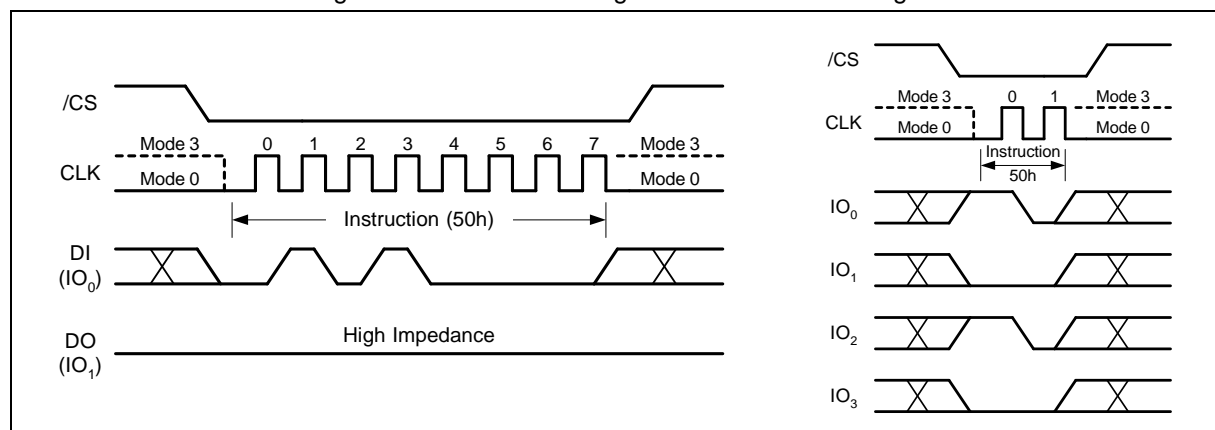 /CS
Mode 3 0 1 2 3 4 5 6 7 Mode 3
CLK
Mode 0 Mode 0
Instruction (50h)
DI
(IO0)
High Impedance
DO
(IO1)
/CS
Mode 3 0 1 Mode 3
CLK
Mode 0 Mode 0
Instruction
50h
IO0
IO1
IO2
IO3